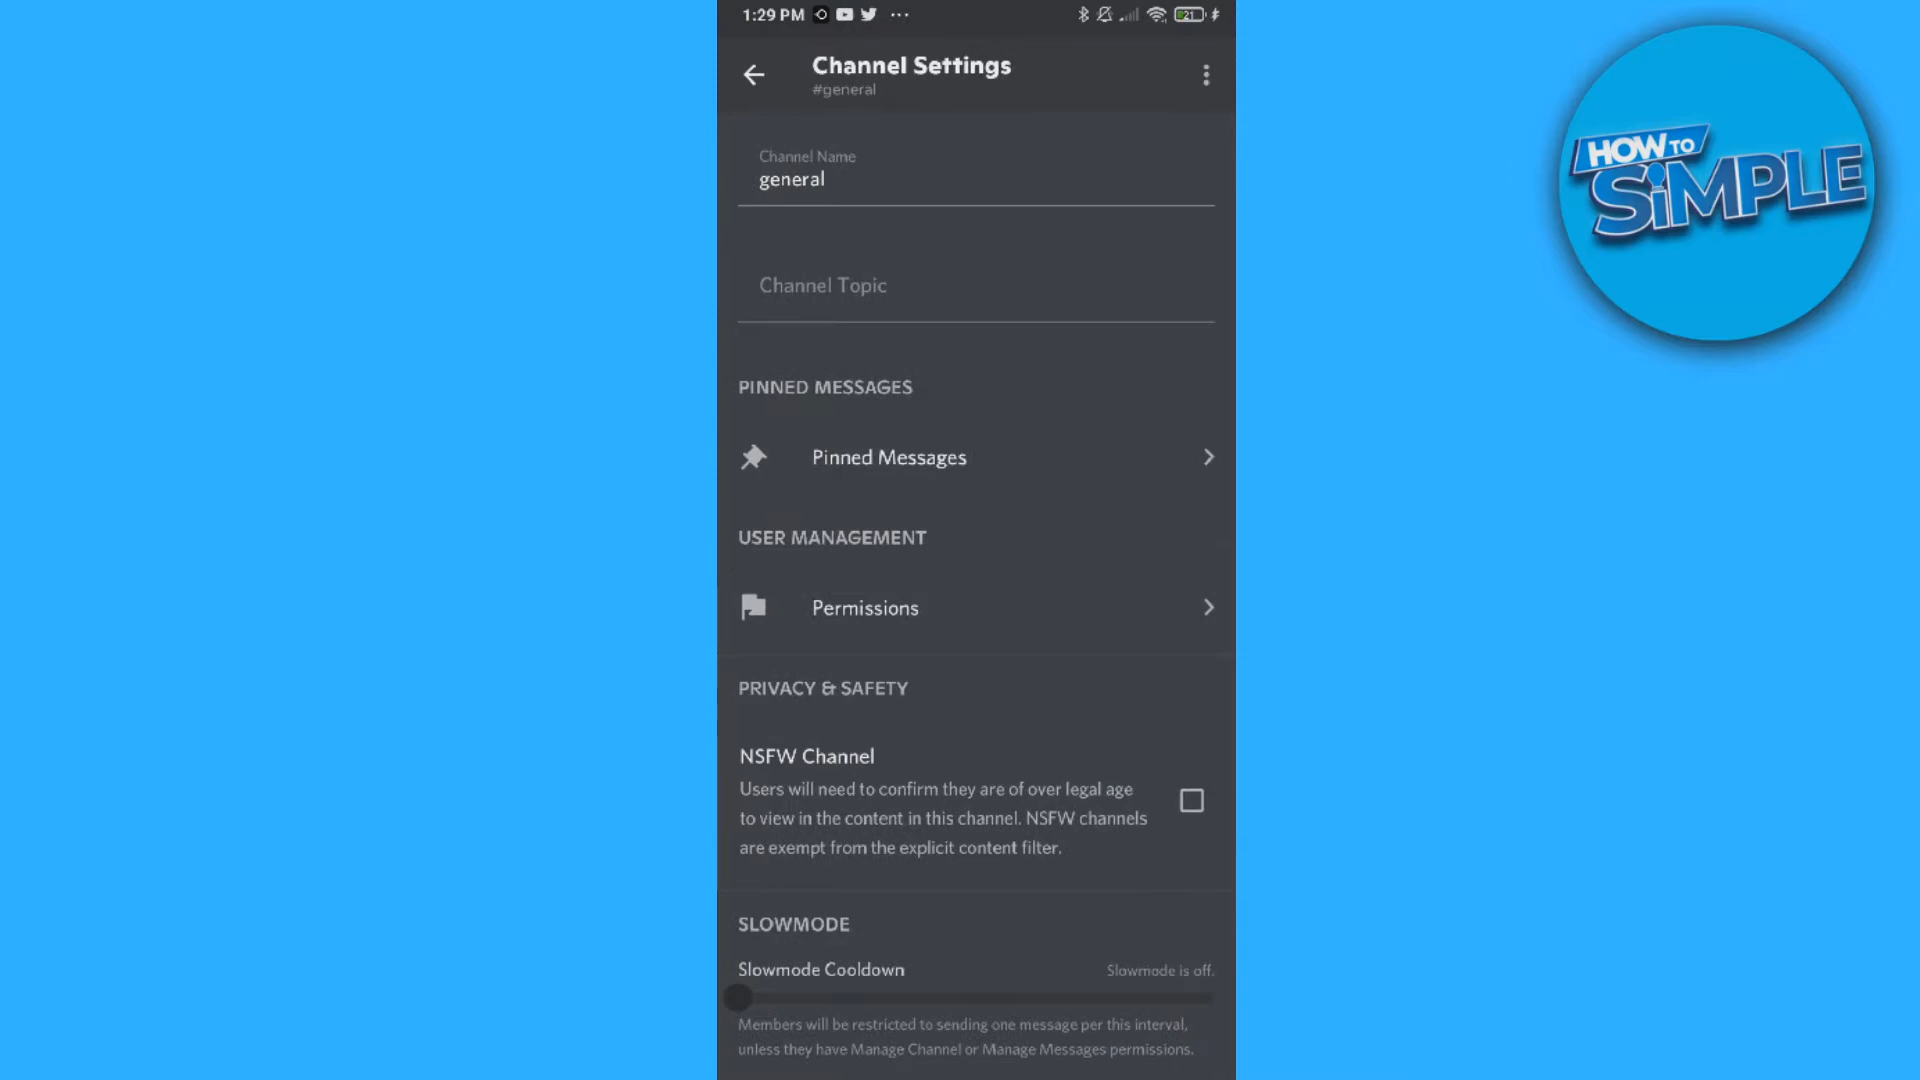 1:29 PM
21
Channel Settings
#general
HOW TO
SiMPLE
Channel Name
general
Channel Topic
PINNED MESSAGES
Pinned Messages
USER MANAGEMENT
Permissions
PRIVACY & SAFETY
NSFW Channel
Users will need to confirm they are of over legal age
to view in the content in this channel. NSFW channels
are exempt from the explicit content filter.
SLOWMODE
Slowmode Cooldown
Slowmode is off.
Members will be restricted to sending one message per this interval,
unless they have Manage Channel or Manage Messages permissions.